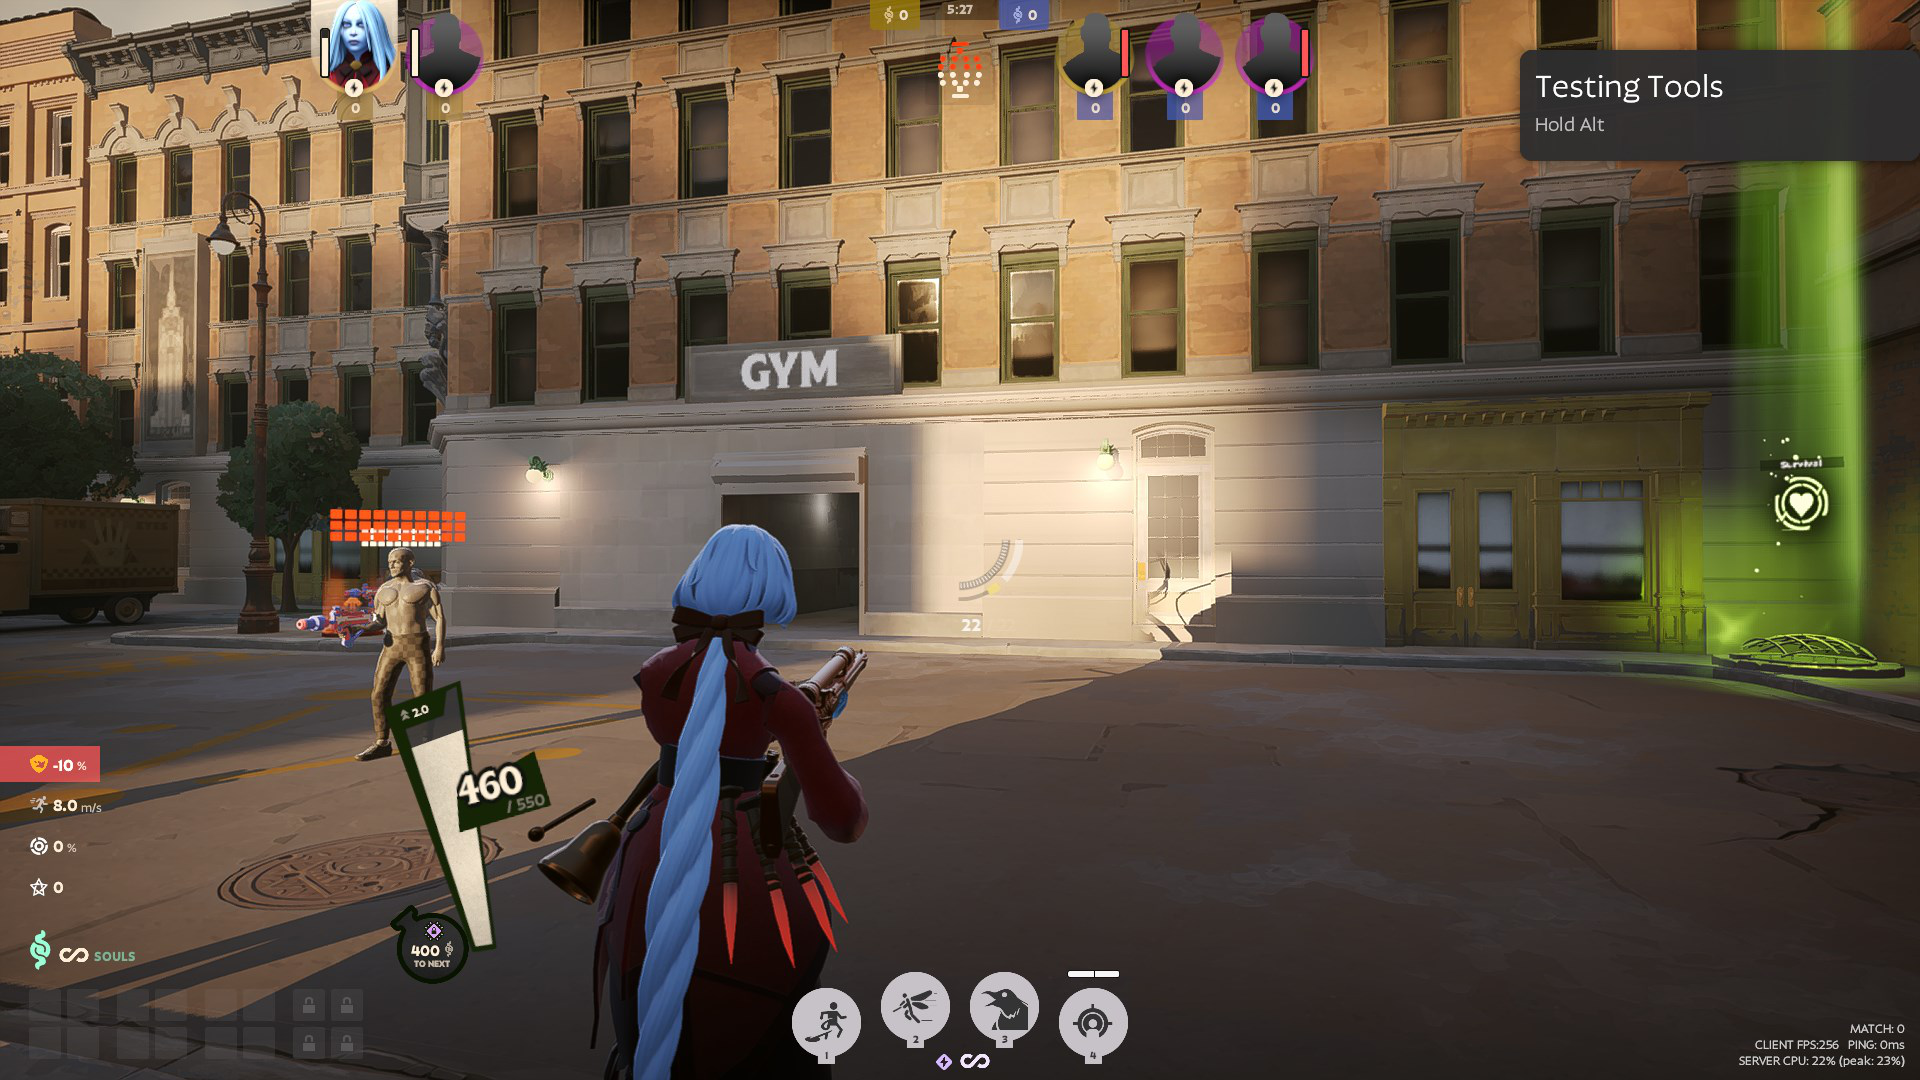 0
5:27
0
0
0
0
0
0
Testing Tools
Hold Alt
GYM
Survival
22
2.0
-10 %
460
/ 550
8.0 m/s
0 %
0
400
TO NEXT
SOULS
1
2
3
4
MATCH: 0
CLIENT FPS:256 PING: 0ms
SERVER CPU: 22% (peak: 23%)